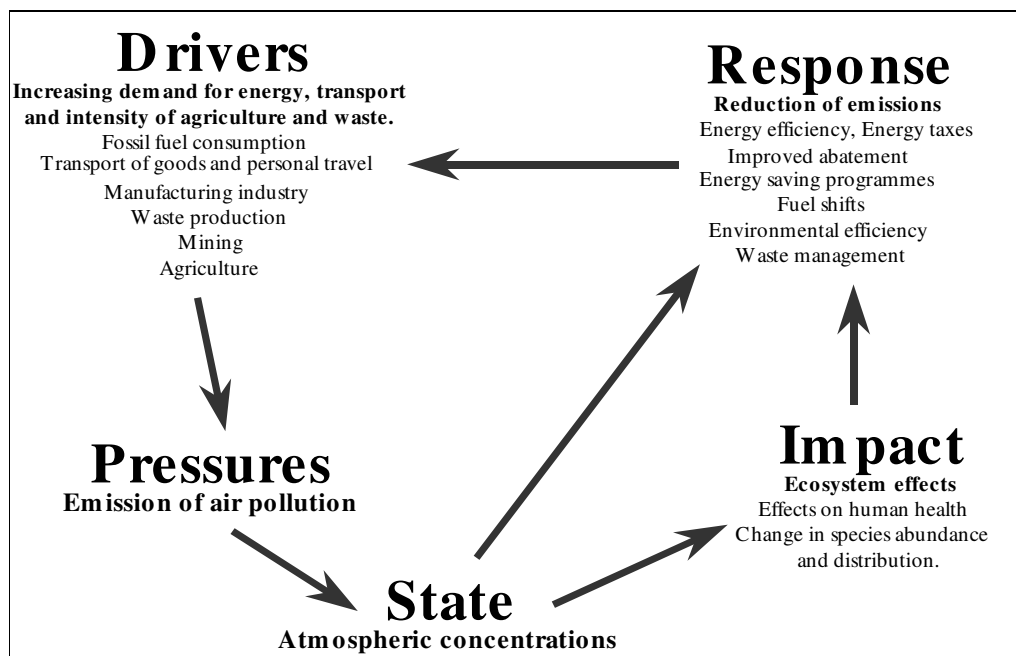 Drivers
Increasing demand for energy, transport
and intensity of agriculture and waste.
Fossil fuel consumption
Transport of goods and personal travel
Manufacturing industry
Waste production
Mining
Agriculture
Response
Reduction of emissions
Energy efficiency, Energy taxes
Improved abatement
Energy saving programmes
Fuel shifts
Environmental efficiency
Waste management
Pressures
Emission of air pollution
Impact
Ecosystem effects
Effects on human health
Change in species abundance
and distribution.
State
Atmospheric concentrations